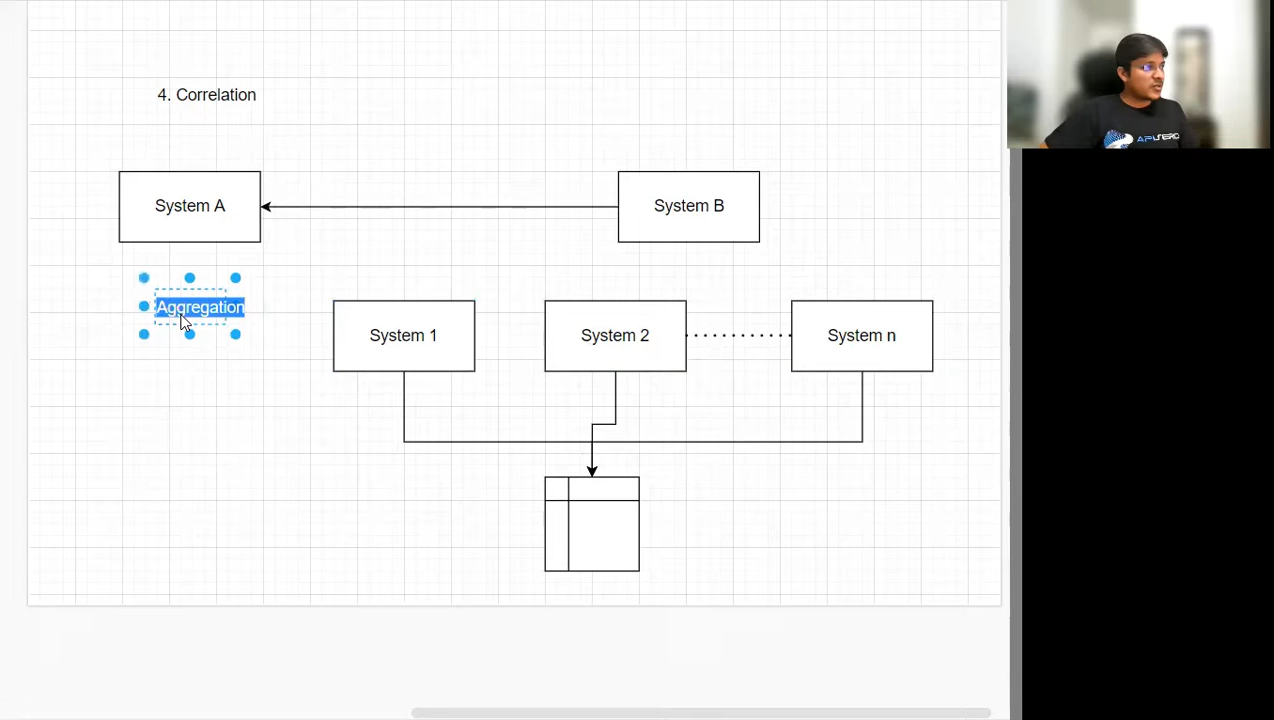 4. Correlation
System A
System B
Aggregation
System 1
System 2
System n